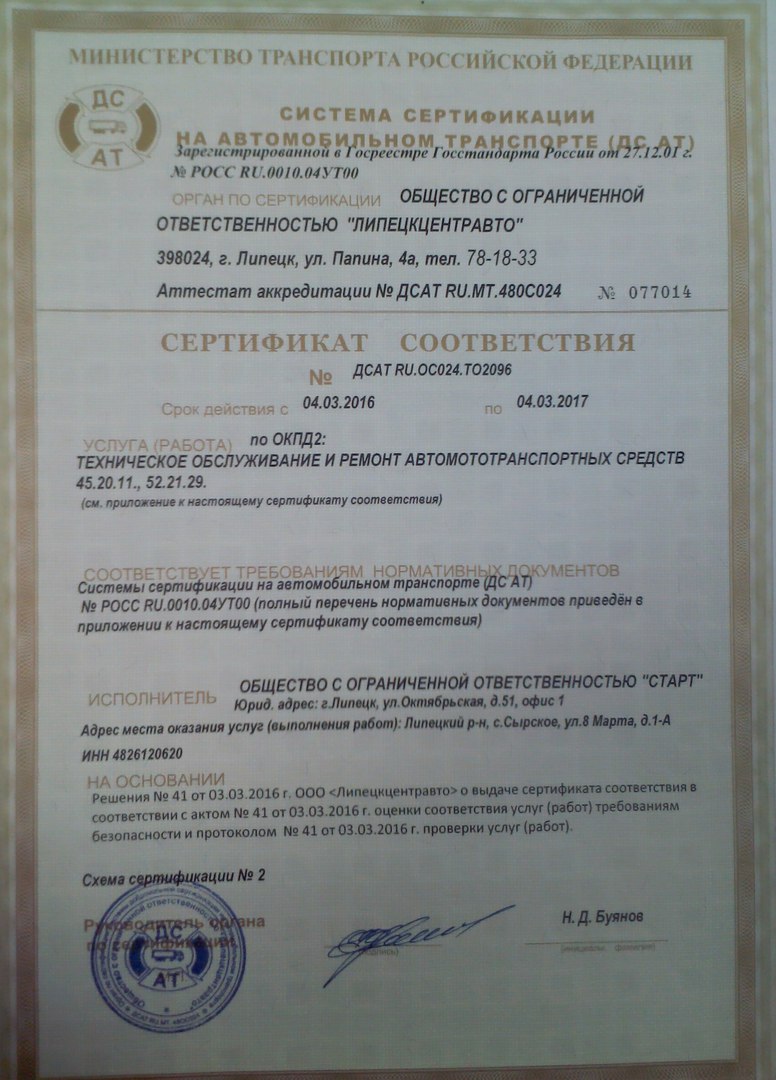 МИНИСТЕРСТВО ТРАНСПОРТА РОССИЙСКОЙ ФЕДЕРАЦИИ
ДС
АТ
СИСТЕМА СЕРТИФИКАЦИИ
НА АВТОМОБИЛЬНОМ ТРАНСПОРТЕ (ДС АТ)
Зарегистрированной в Госреестре Госстандарта России от 27.12.01 г.
№ РОСС RU.0010.04УТ00
ОРГАН ПО СЕРТИФИКАЦИИ ОБЩЕСТВО С ОГРАНИЧЕННОЙ
ОТВЕТСТВЕННОСТЬЮ "ЛИПЕЦКЦЕНТРАВТО"
398024, г. Липецк, ул. Папина, 4а, тел. 78-18-33
Аттестат аккредитации № ДСАТ RU.МТ.480С024 № 077014
СЕРТИФИКАТ СООТВЕТСТВИЯ
№ ДСАТ RU.ОС024.ТО2096
Срок действия с 04.03.2016 по 04.03.2017
УСЛУГА (РАБОТА) по ОКПД2:
ТЕХНИЧЕСКОЕ ОБСЛУЖИВАНИЕ И РЕМОНТ АВТОМОТОТРАНСПОРТНЫХ СРЕДСТВ
45.20.11., 52.21.29.
(см. приложение к настоящему сертификату соответствия)
СООТВЕТСТВУЕТ ТРЕБОВАНИЯМ НОРМАТИВНЫХ ДОКУМЕНТОВ
Системы сертификации на автомобильном транспорте (ДС АТ)
№ РОСС RU.0010.04УТ00 (полный перечень нормативных документов приведён в
приложении к настоящему сертификату соответствия)
ИСПОЛНИТЕЛЬ ОБЩЕСТВО С ОГРАНИЧЕННОЙ ОТВЕТСТВЕННОСТЬЮ "СТАРТ"
Юрид. адрес: г.Липецк, ул.Октябрьская, д.51, офис 1
Адрес места оказания услуг (выполнения работ): Липецкий р-н, с.Сырское, ул.8 Марта, д.1-А
ИНН 4826120620
НА ОСНОВАНИИ
Решения № 41 от 03.03.2016 г. ООО «Липецкцентравто» о выдаче сертификата соответствия в
соответствии с актом № 41 от 03.03.2016 г. оценки соответствия услуг (работ) требованиям
безопасности и протоколом № 41 от 03.03.2016 г. проверки услуг (работ).
Схема сертификации № 2
Руководитель органа
по сертификации
Н. Д. Буянов
(подпись) (инициалы, фамилия)
ДС
АТ